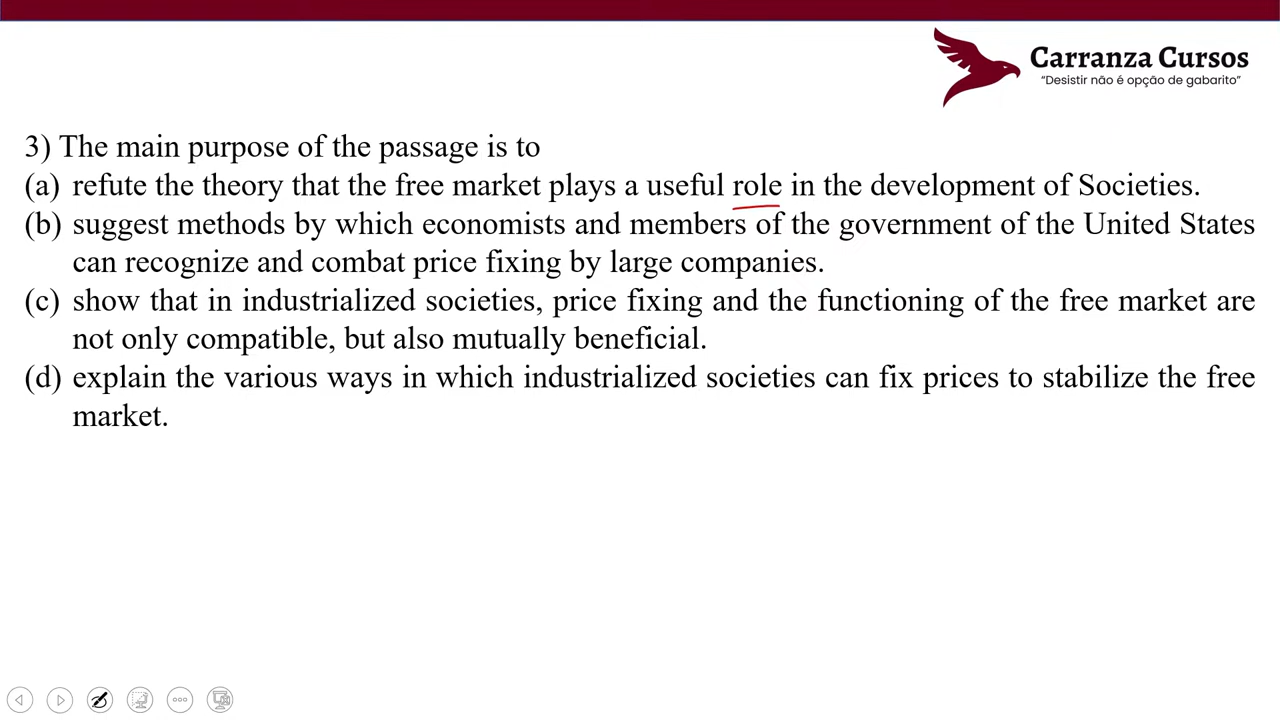 Carranza Cursos
“Desistir não é opção de gabarito”
3) The main purpose of the passage is to
(a) refute the theory that the free market plays a useful role in the development of Societies.
(b) suggest methods by which economists and members of the government of the United States
can recognize and combat price fixing by large companies.
(c) show that in industrialized societies, price fixing and the functioning of the free market are
not only compatible, but also mutually beneficial.
(d) explain the various ways in which industrialized societies can fix prices to stabilize the free
market.